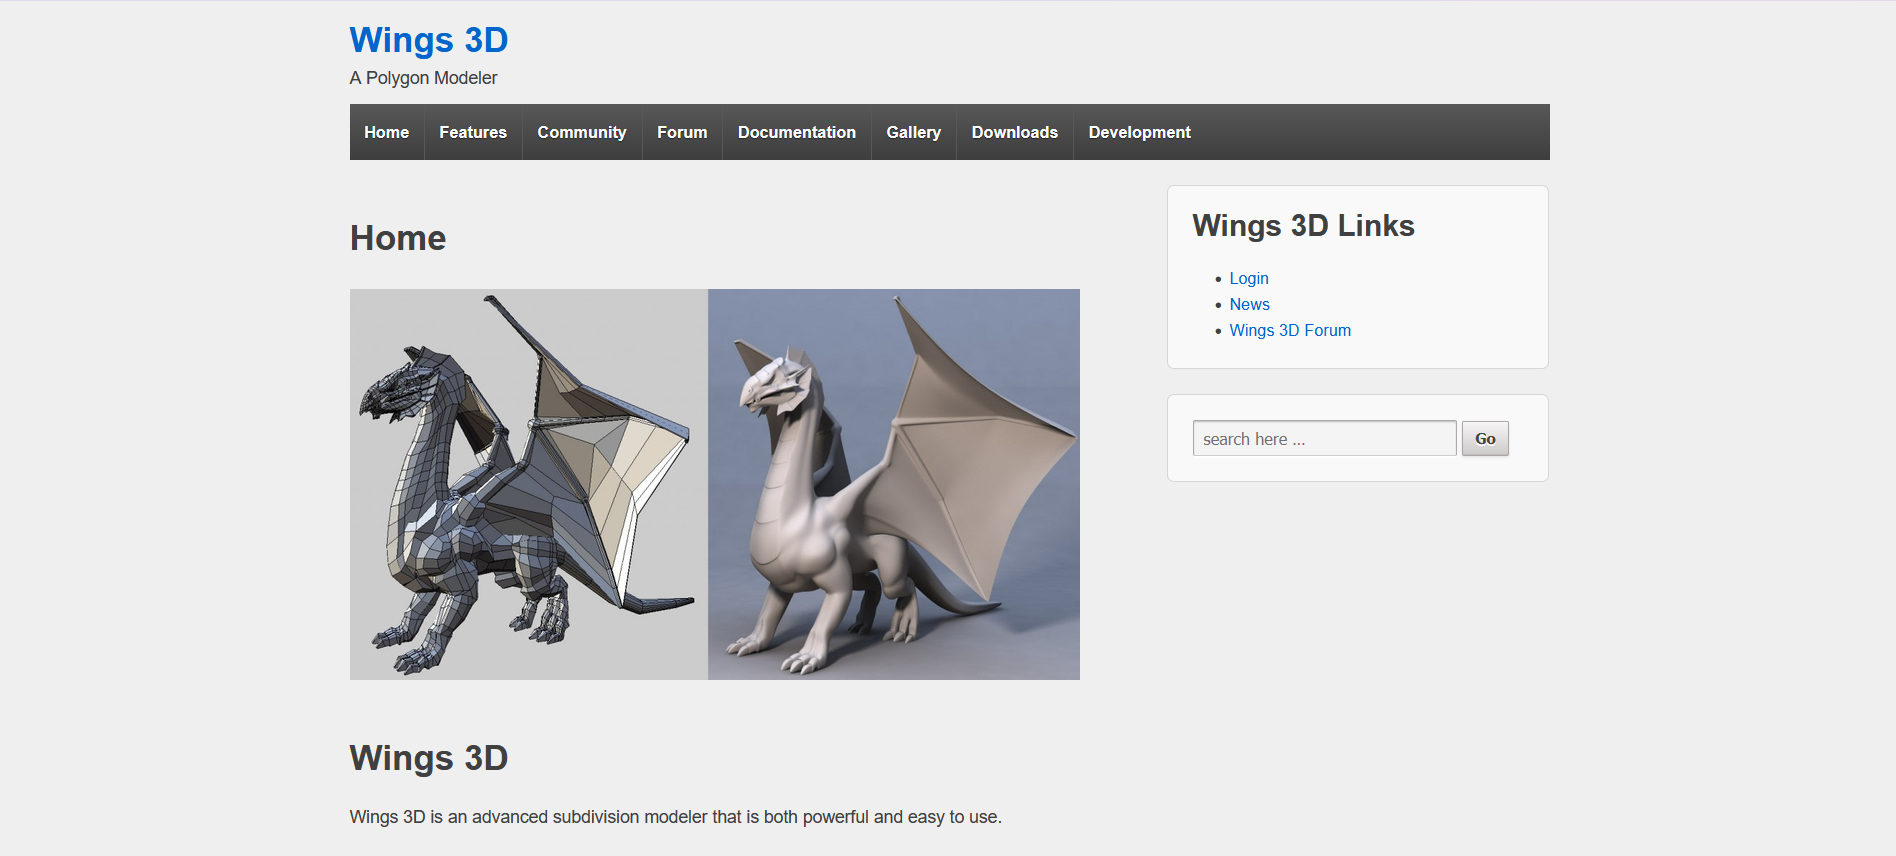 Wings 3D
A Polygon Modeler
Home Features Community Forum Documentation Gallery Downloads Development
Home
Wings 3D
Wings 3D is an advanced subdivision modeler that is both powerful and easy to use.
Wings 3D Links
Login
News
Wings 3D Forum
search here ... Go